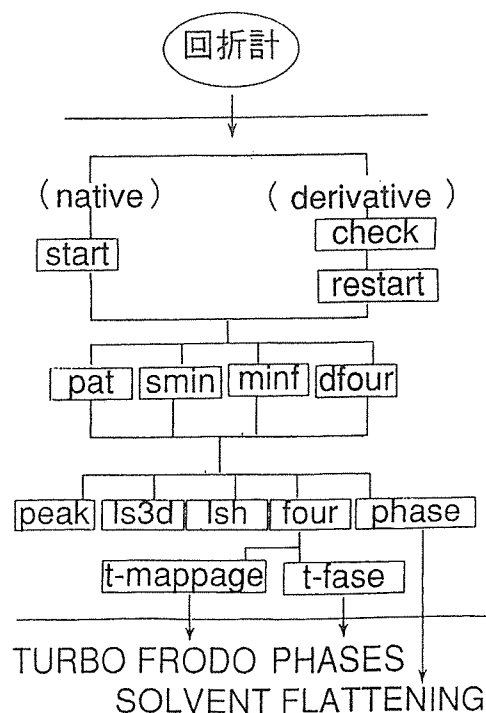 回折計
(native) (derivative)
check
start
restart
pat smin minf dfour
peak ls3d lsh four phase
t-mappage t-fase
TURBO FRODO PHASES
SOLVENT FLATTENING